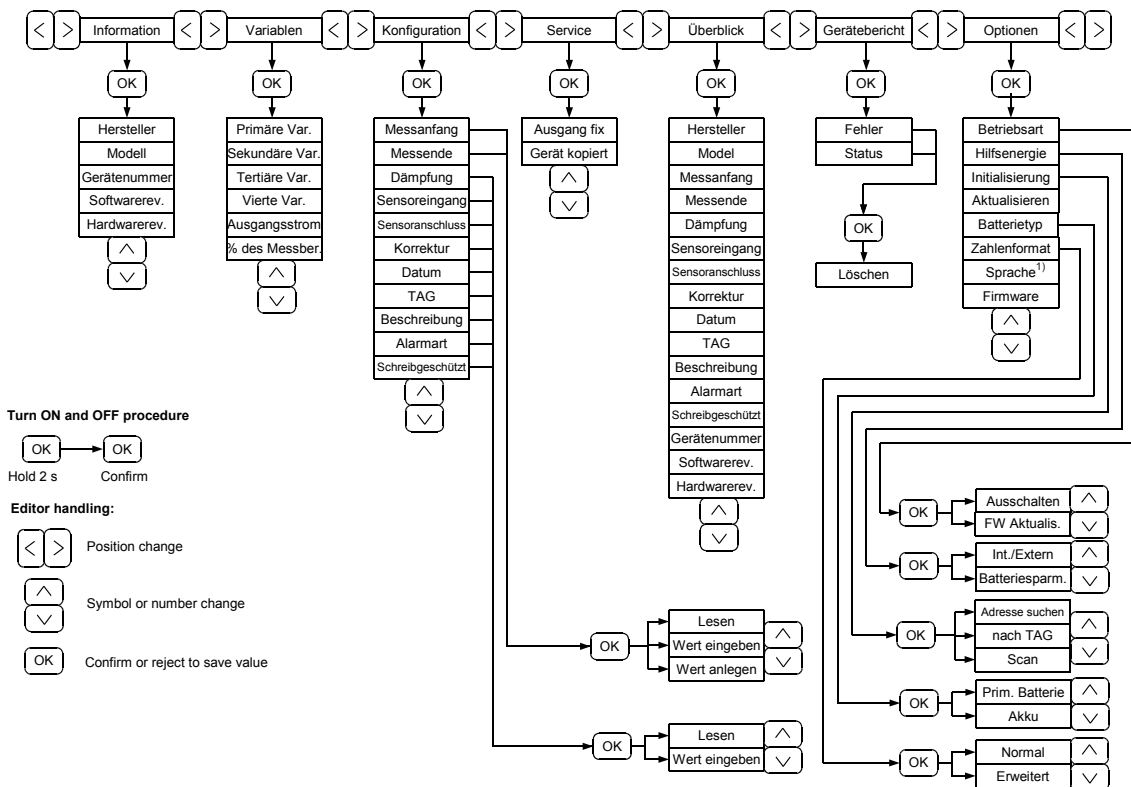 < > Information < > Variablen < > Konfiguration < > Service < > Überblick < > Gerätebericht < > Optionen < >
OK OK OK OK OK OK OK
Hersteller
Modell
Gerätenummer
Softwarerev.
Hardwarerev.
Primäre Var.
Sekundäre Var.
Tertiäre Var.
Vierte Var.
Ausgangsstrom
% des Messber.
Messanfang
Messende
Dämpfung
Sensoreingang
Sensoranschluss
Korrektur
Datum
TAG
Beschreibung
Alarmart
Schreibgeschützt
Ausgang fix
Gerät kopiert
Hersteller
Model
Messanfang
Messende
Dämpfung
Sensoreingang
Sensoranschluss
Korrektur
Datum
TAG
Beschreibung
Alarmart
Schreibgeschützt
Gerätenummer
Softwarerev.
Hardwarerev.
Fehler
Status
OK
Löschen
Betriebsart
Hilfsenergie
Initialisierung
Aktualisieren
Batterietyp
Zahlenformat
Sprache 1)
Firmware
Turn ON and OFF procedure
OK OK
Hold 2 s Confirm
Editor handling:
< > Position change
Symbol or number change
OK Confirm or reject to save value
OK
Lesen
Wert eingeben
Wert anlegen
OK
Lesen
Wert eingeben
OK
Ausschalten
FW Aktualis.
OK
Int./Extern
Batteriesparm.
OK
Adresse suchen
nach TAG
Scan
OK
Prim. Batterie
Akku
OK
Normal
Erweitert